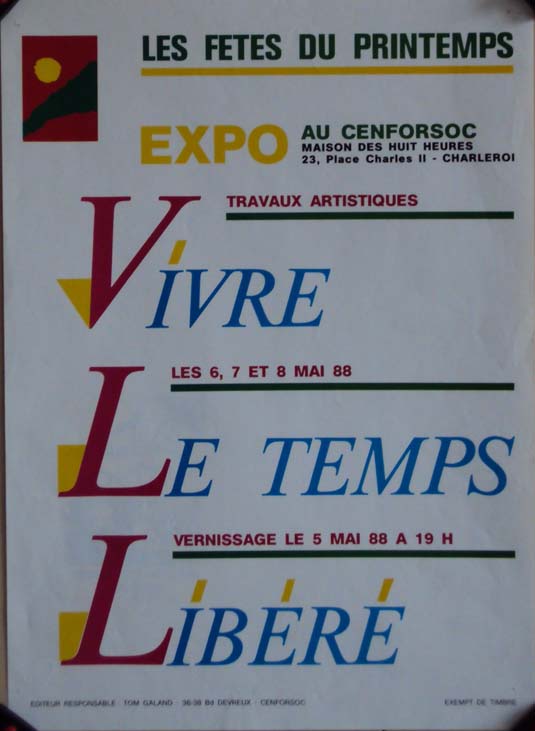 LES FETES DU PRINTEMPS
EXPO
AU CENFORSOC
MAISON DES HUIT HEURES
23, Place Charles II - CHARLEROI
TRAVAUX ARTISTIQUES
VIVRE
LES 6, 7 ET 8 MAI 88
LE TEMPS
VERNISSAGE LE 5 MAI 88 A 19 H
LIBÉRÉ
EDITEUR RESPONSABLE : TOM GALAND : 36-38 Bd DEVREUX - CENFORSOC
EXEMPT DE TIMBRE